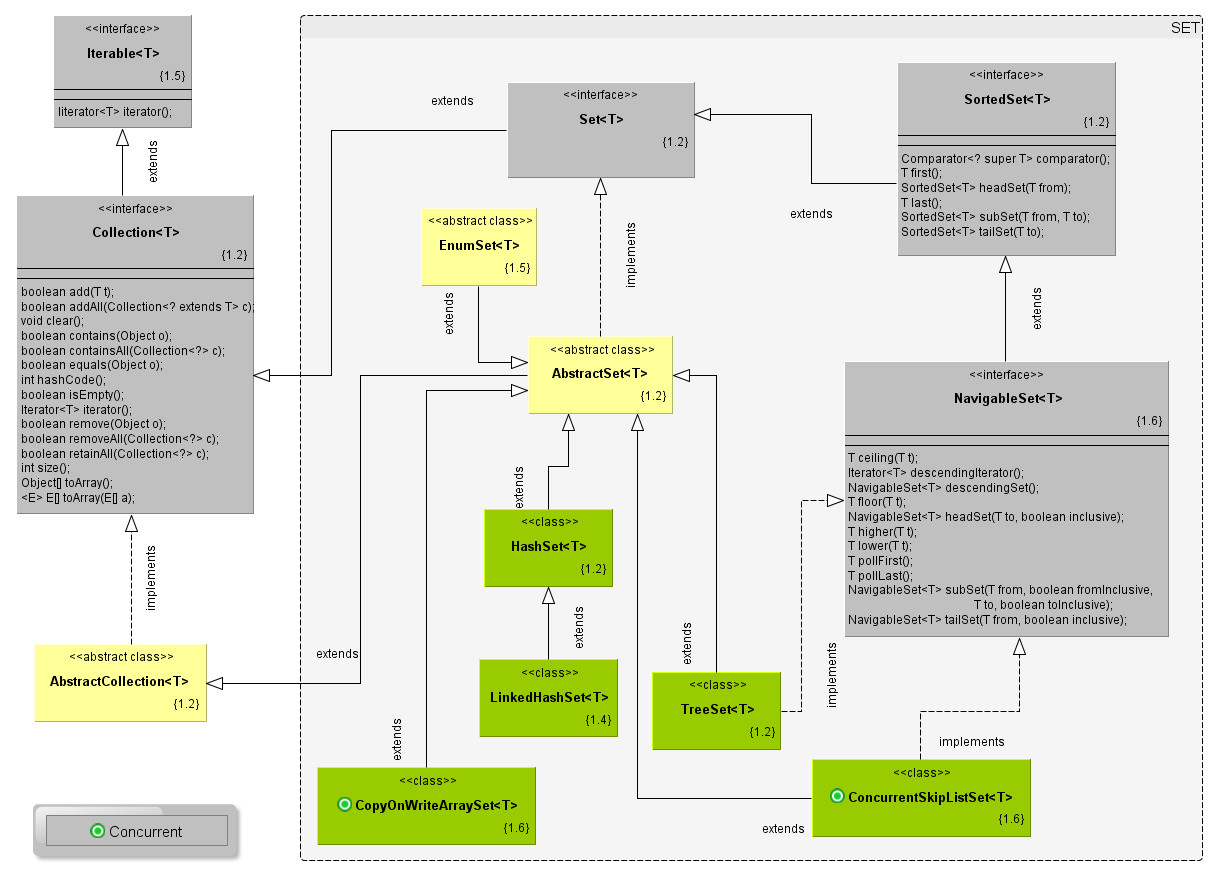 <<interface>>
Iterable<T>
{1.5}
Iiterator<T> iterator();
extends
<<interface>>
Collection<T>
{1.2}
boolean add(T t);
boolean addAll(Collection<? extends T> c);
void clear();
boolean contains(Object o);
boolean containsAll(Collection<?> c);
boolean equals(Object o);
int hashCode();
boolean isEmpty();
Iterator<T> iterator();
boolean remove(Object o);
boolean removeAll(Collection<?> c);
boolean retainAll(Collection<?> c);
int size();
Object[] toArray();
<E> E[] toArray(E[] a);
implements
<<abstract class>>
AbstractCollection<T>
{1.2}
Concurrent
SET
extends
<<interface>>
Set<T>
{1.2}
extends
<<interface>>
SortedSet<T>
{1.2}
Comparator<? super T> comparator();
T first();
SortedSet<T> headSet(T from);
T last();
SortedSet<T> subSet(T from, T to);
SortedSet<T> tailSet(T to);
extends
<<abstract class>>
EnumSet<T>
{1.5}
extends
implements
<<abstract class>>
AbstractSet<T>
{1.2}
<<interface>>
NavigableSet<T>
{1.6}
T ceiling(T t);
Iterator<T> descendingIterator();
NavigableSet<T> descendingSet();
T floor(T t);
NavigableSet<T> headSet(T to, boolean inclusive);
T higher(T t);
T lower(T t);
T pollFirst();
T pollLast();
NavigableSet<T> subSet(T from, boolean fromInclusive,
T to, boolean toInclusive);
NavigableSet<T> tailSet(T from, boolean inclusive);
extends
<<class>>
HashSet<T>
{1.2}
extends
extends
<<class>>
LinkedHashSet<T>
{1.4}
extends
<<class>>
TreeSet<T>
{1.2}
implements
extends
<<class>>
CopyOnWriteArraySet<T>
{1.6}
implements
<<class>>
ConcurrentSkipListSet<T>
{1.6}
extends